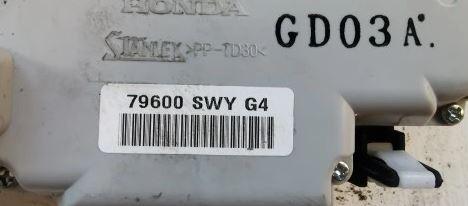 HONDA
GD03A
STANLEY >PP-TD30<
79600 SWY G4